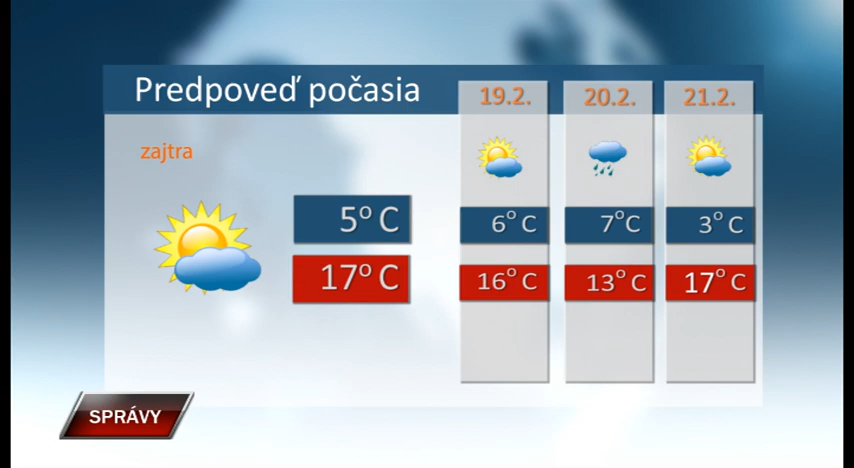 Predpoveď počasia
zajtra
5° C
17° C
19.2. 20.2. 21.2.
6° C 7°C 3° C
16° C 13° C 17° C
SPRÁVY